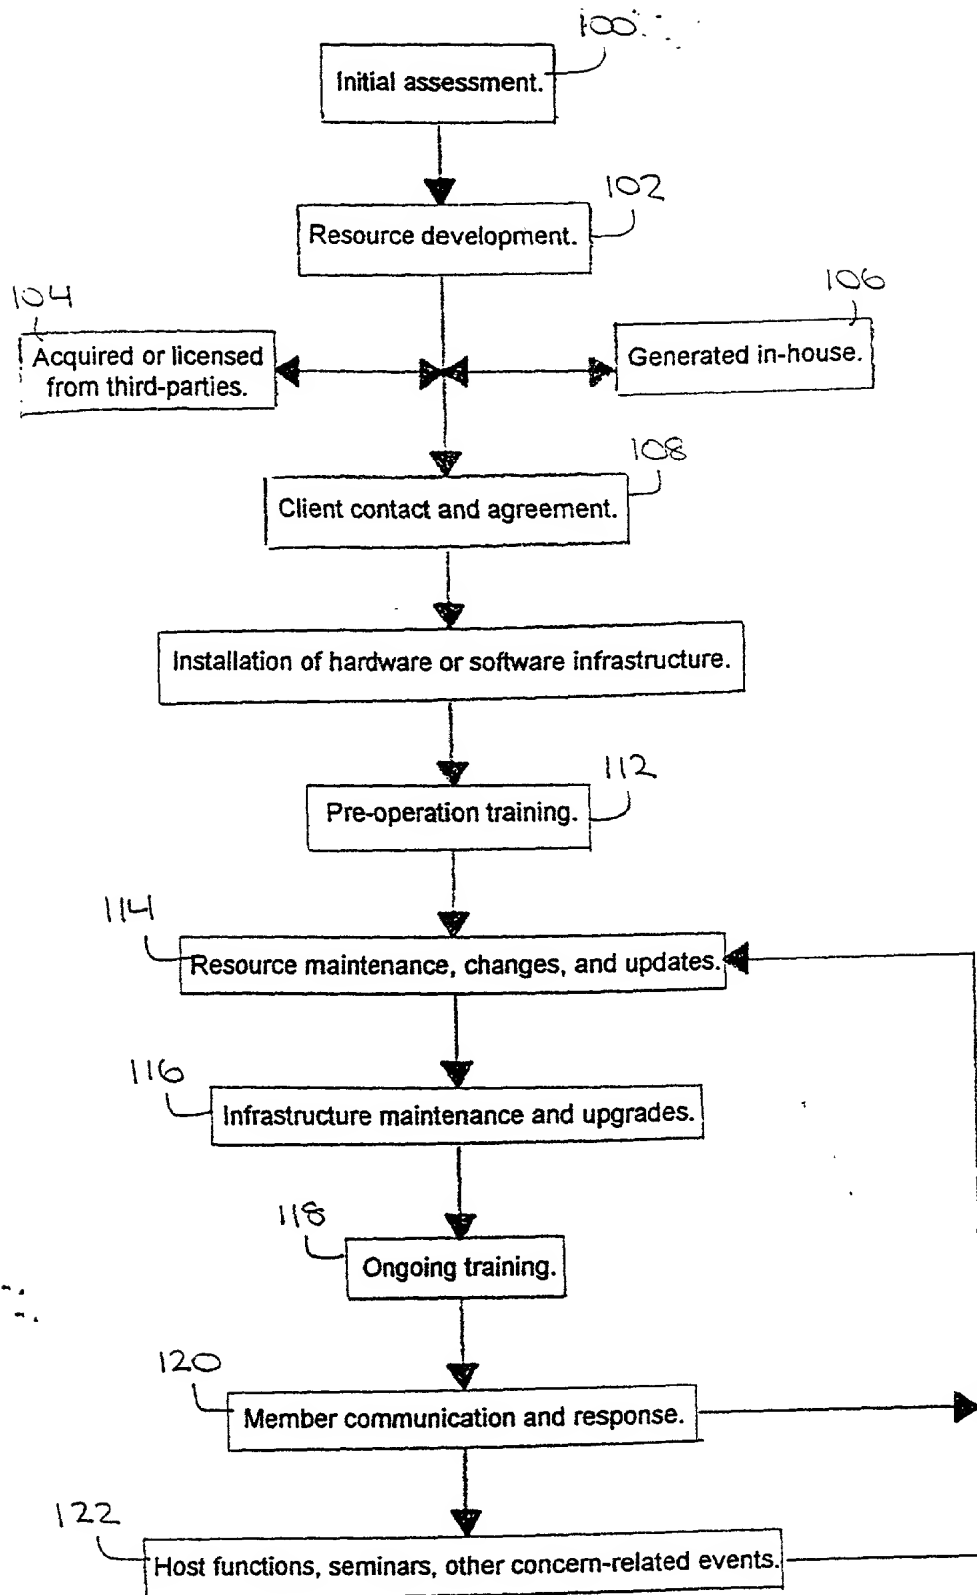 100
Initial assessment.
102
Resource development.
104
106
Acquired or licensed
from third-parties.
Generated in-house.
108
Client contact and agreement.
Installation of hardware or software infrastructure.
112
Pre-operation training.
114
Resource maintenance, changes, and updates.
116
Infrastructure maintenance and upgrades.
118
Ongoing training.
120
Member communication and response.
122
Host functions, seminars, other concern-related events.